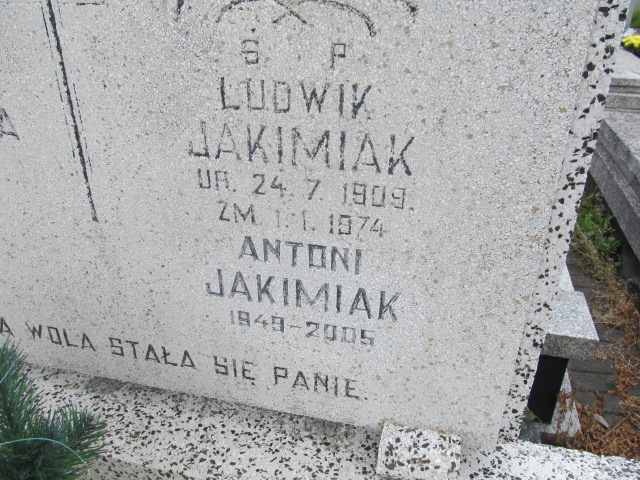 Ś P
LUDWIK
JAKIMIAK
UR. 24.7.1909.
ZM. 1.1.1974
ANTONI
JAKIMIAK
1949-2005
A WOLA STAŁA SIĘ PANIE.